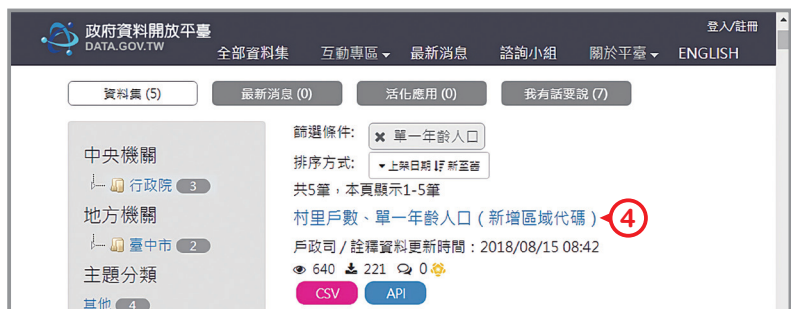 政府資料開放平臺
DATA.GOV.TW
登入/註冊
全部資料集 互動專區 最新消息 諮詢小組 關於平臺 ENGLISH
資料集 (5) 最新消息 (0) 活化應用 (0) 我有話要說 (7)
篩選條件: ✖ 單一年齡人口
中央機關
排序方式: 上架日期 新至舊
行政院 3
共5筆，本頁顯示1-5筆
地方機關
村里戶數、單一年齡人口 ( 新增區域代碼 ) 4
臺中市 2
戶政司 / 詮釋資料更新時間：2018/08/15 08:42
主題分類
640 221 0
其他 4
CSV API